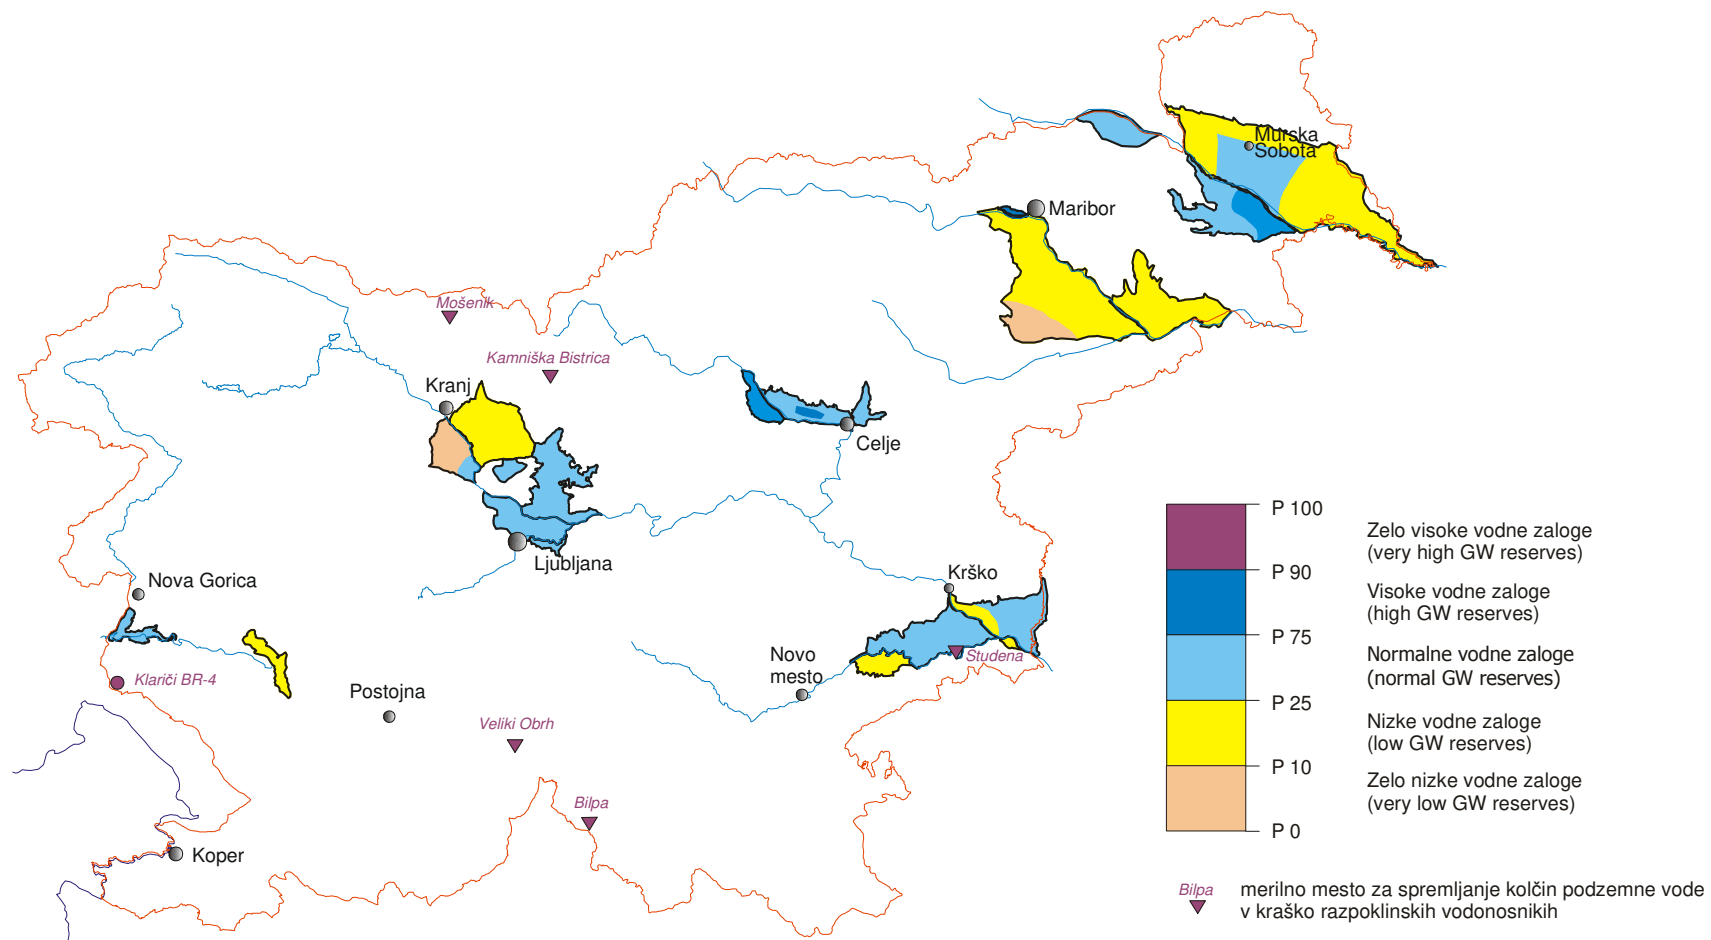 Murska
Sobota
Maribor
Mošenik
Kamniška Bistrica
Kranj
Celje
Ljubljana
Nova Gorica
Krško
Novo
mesto
Studena
Klariči BR-4
Postojna
Veliki Obrh
Bilpa
Koper
P 100
Zelo visoke vodne zaloge
(very high GW reserves)
P 90
Visoke vodne zaloge
(high GW reserves)
P 75
Normalne vodne zaloge
(normal GW reserves)
P 25
Nizke vodne zaloge
(low GW reserves)
P 10
Zelo nizke vodne zaloge
(very low GW reserves)
P 0
Bilpa
merilno mesto za spremljanje kolčin podzemne vode
v kraško razpoklinskih vodonosnikih